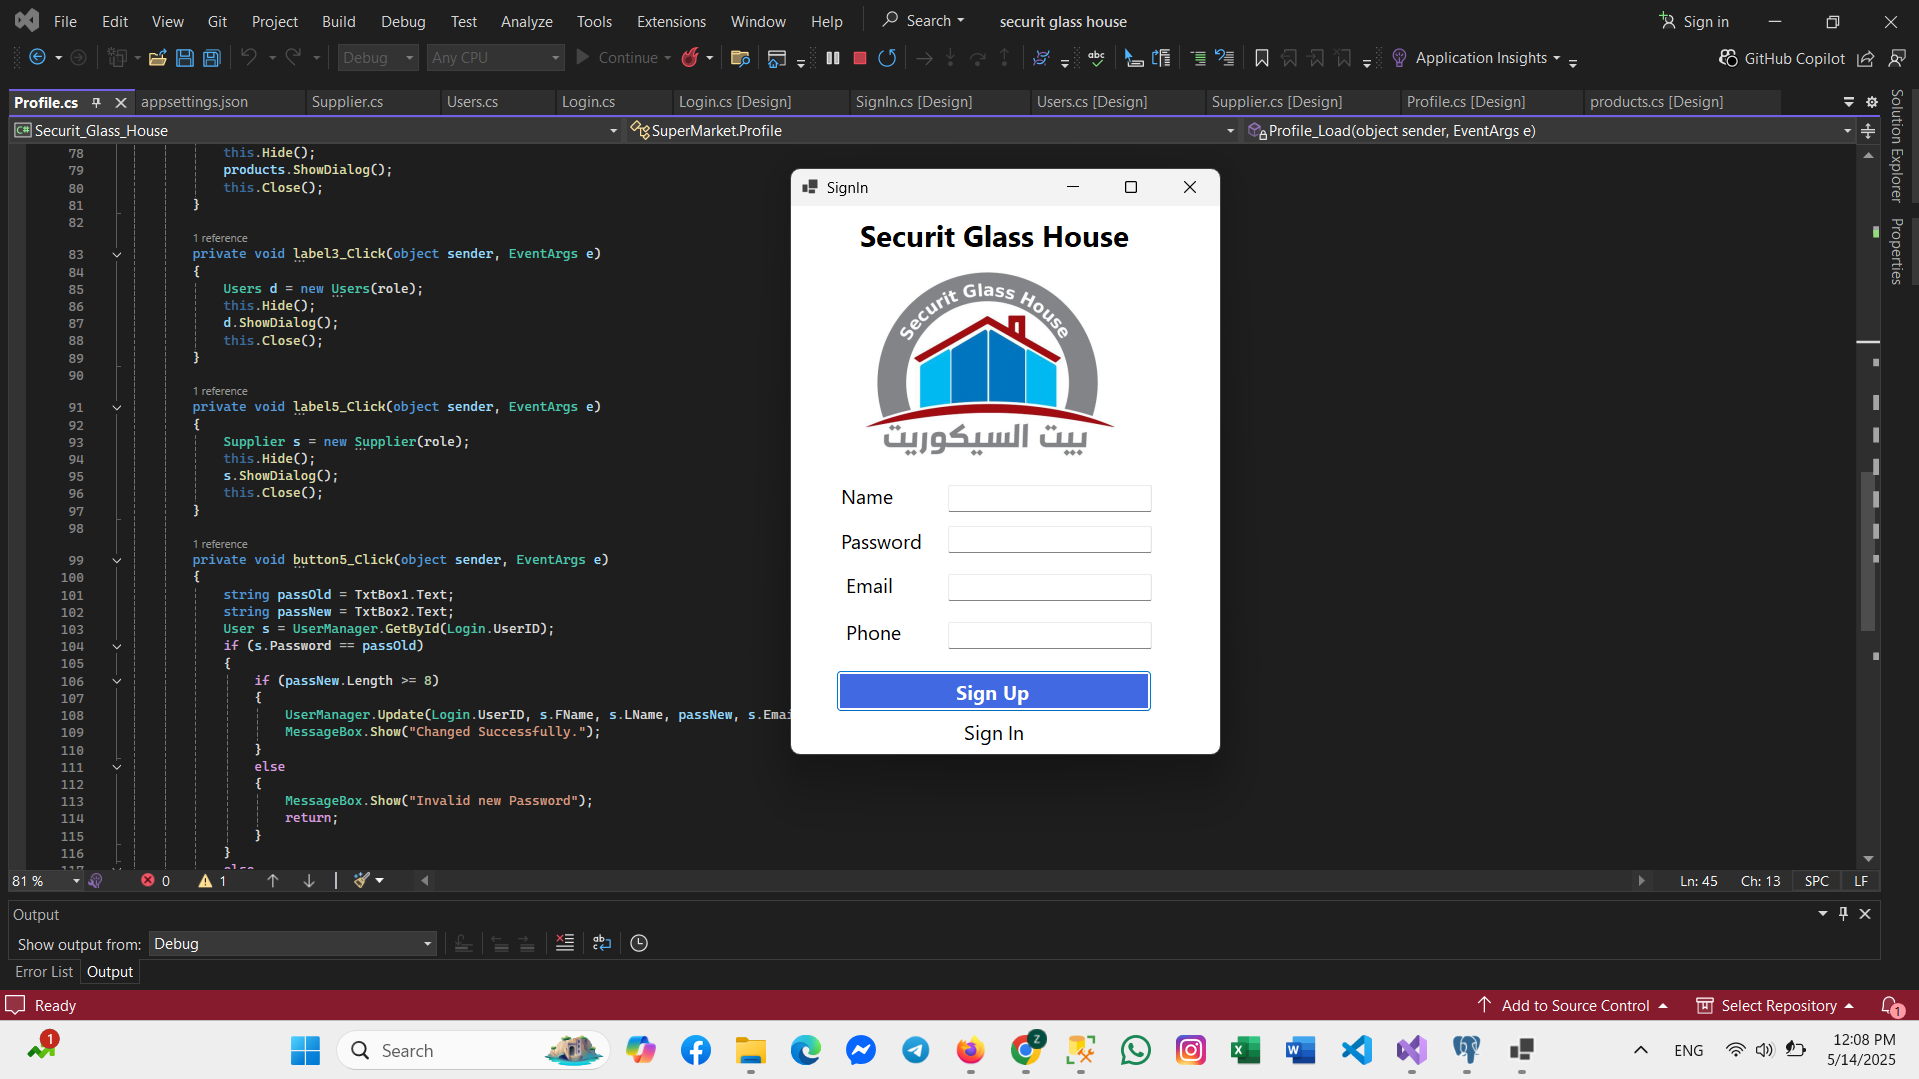 File Edit View Git Project Build Debug Test Analyze Tools Extensions Window Help Search securit glass house Sign in
Debug Any CPU Continue Application Insights GitHub Copilot
Profile.cs appsettings.json Supplier.cs Users.cs Login.cs Login.cs [Design] SignIn.cs [Design] Users.cs [Design] Supplier.cs [Design] Profile.cs [Design] products.cs [Design]
Securit_Glass_House SuperMarket.Profile Profile_Load(object sender, EventArgs e)
Solution Explorer
Properties
78 this.Hide();
79 products.ShowDialog();
80 this.Close();
81 }
82
1 reference
83 private void label3_Click(object sender, EventArgs e)
84 {
85 Users d = new Users(role);
86 this.Hide();
87 d.ShowDialog();
88 this.Close();
89 }
90
1 reference
91 private void label5_Click(object sender, EventArgs e)
92 {
93 Supplier s = new Supplier(role);
94 this.Hide();
95 s.ShowDialog();
96 this.Close();
97 }
98
1 reference
99 private void button5_Click(object sender, EventArgs e)
100 {
101 string passOld = TxtBox1.Text;
102 string passNew = TxtBox2.Text;
103 User s = UserManager.GetById(Login.UserID);
104 if (s.Password == passOld)
105 {
106 if (passNew.Length >= 8)
107 {
108 UserManager.Update(Login.UserID, s.FName, s.LName, passNew, s.Emai
109 MessageBox.Show("Changed Successfully.");
110 }
111 else
112 {
113 MessageBox.Show("Invalid new Password");
114 return;
115 }
116 }
117 else
SignIn
Securit Glass House
Securit Glass House
بيت السيكوريت
Name
Password
Email
Phone
Sign Up
Sign In
81 % 0 1 Ln: 45 Ch: 13 SPC LF
Output
Show output from: Debug
Error List Output
Ready Add to Source Control Select Repository 1
1 Search Z ENG 12:08 PM
5/14/2025